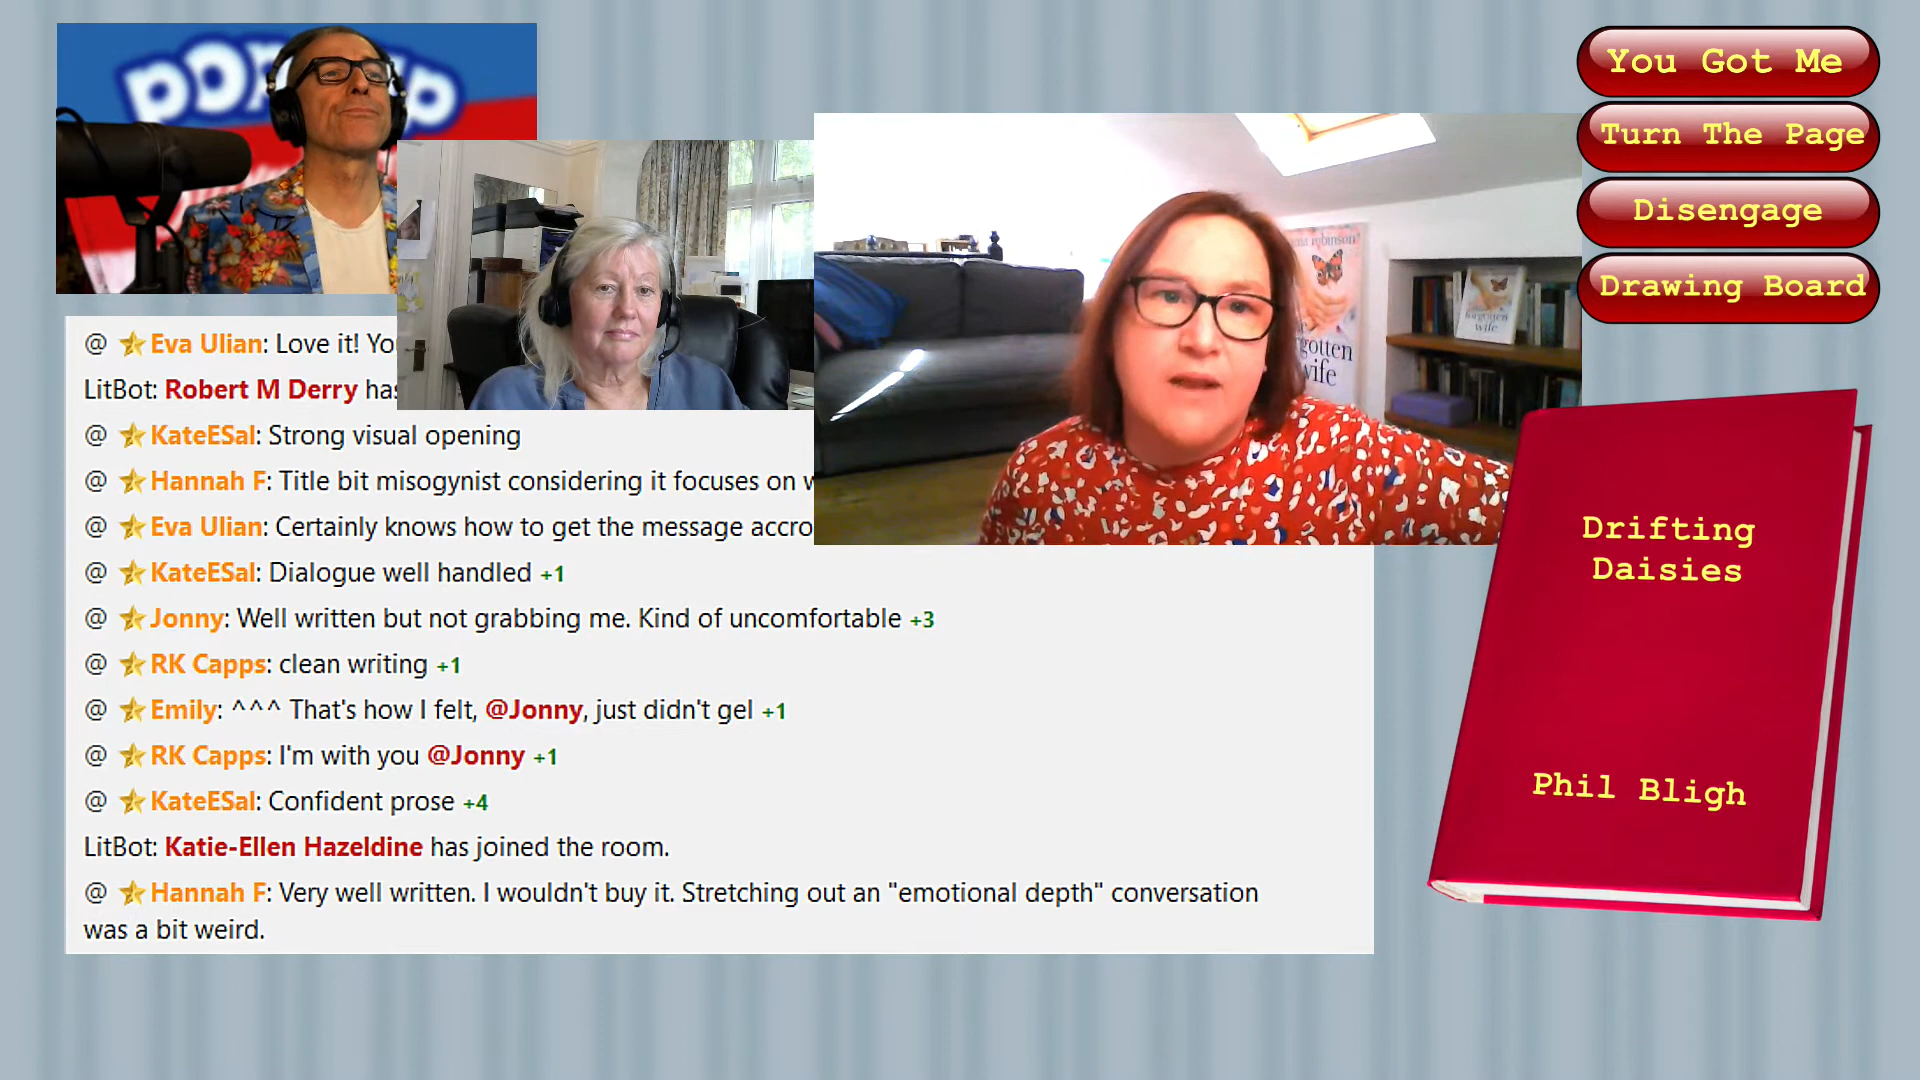 You Got Me
Turn The Page
Disengage
Drawing Board
@ Eva Ulian: Love it!
LitBot: Robert M Derry has
@ KateESal: Strong visual opening
@ Hannah F: Title bit misogynist considering it focuses on
@ Eva Ulian: Certainly knows how to get the message
@ KateESal: Dialogue well handled +1
@ Jonny: Well written but not grabbing me. Kind of uncomfortable +3
@ RK Capps: clean writing +1
@ Emily: ^^^ That's how I felt, @Jonny, just didn't gel +1
@ RK Capps: I'm with you @Jonny +1
@ KateESal: Confident prose +4
LitBot: Katie-Ellen Hazeldine has joined the room.
@ Hannah F: Very well written. I wouldn't buy it. Stretching out an "emotional depth" conversation
was a bit weird.
robinson
wife
forgotten
wife
Drifting
Daisies
Phil Bligh